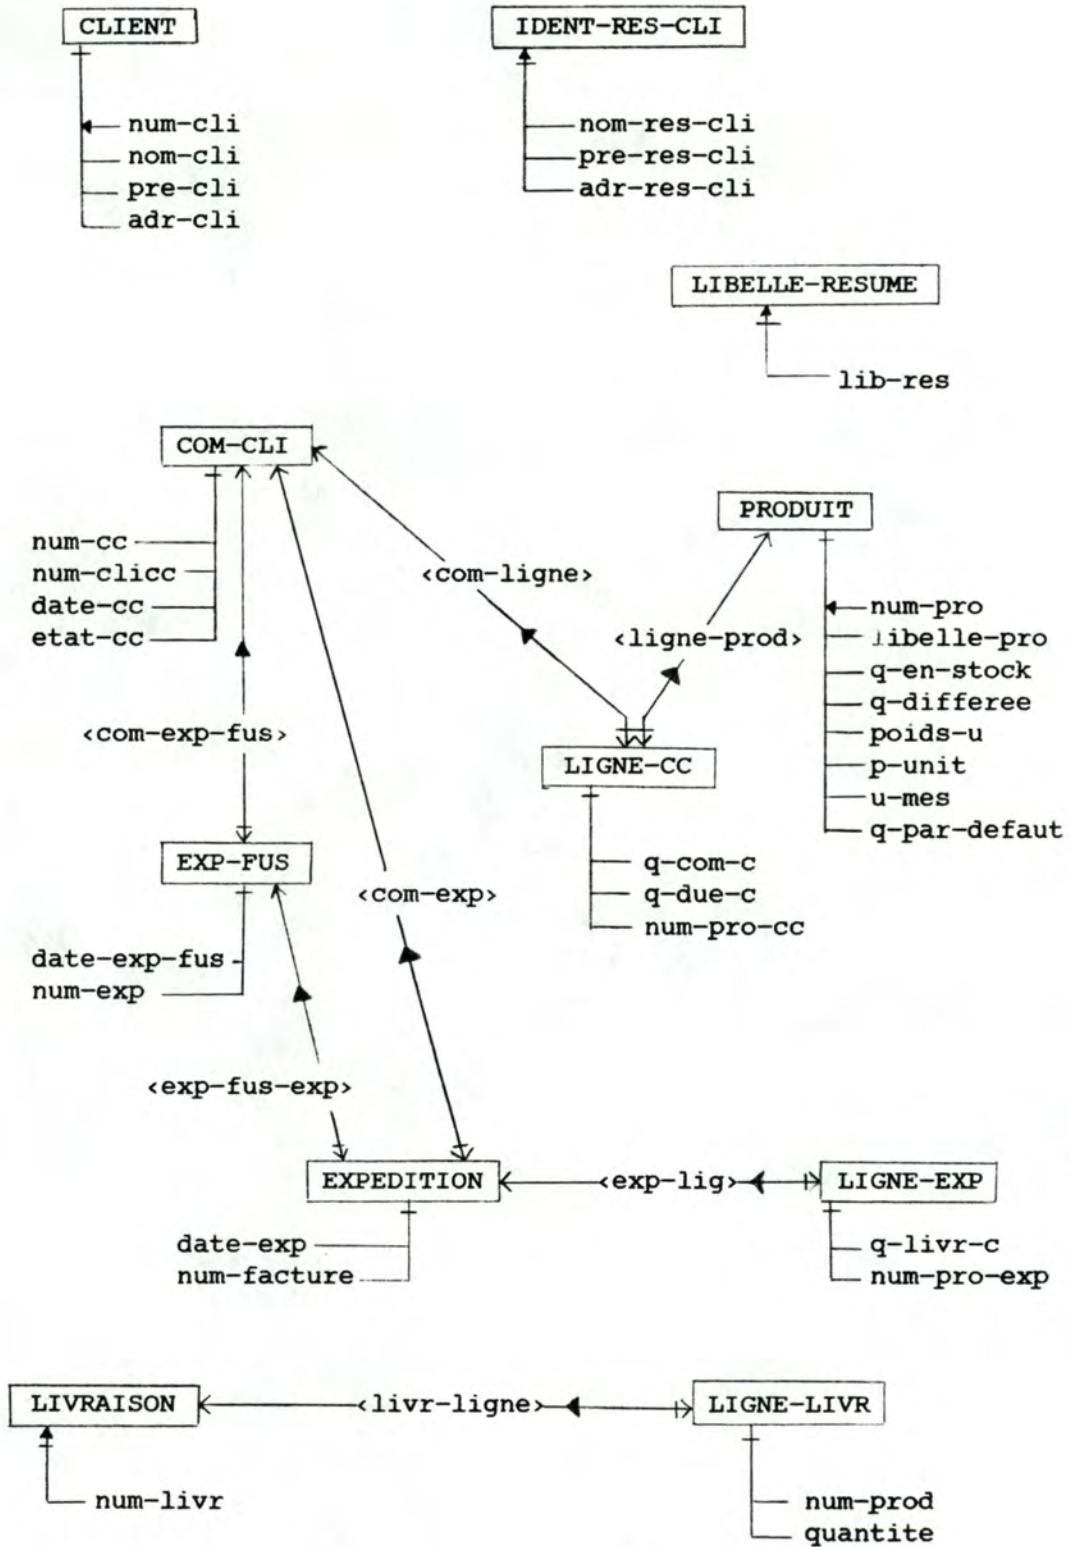 CLIENT
num-cli
nom-cli
pre-cli
adr-cli
IDENT-RES-CLI
nom-res-cli
pre-res-cli
adr-res-cli
LIBELLE-RESUME
lib-res
COM-CLI
num-cc
num-clicc
date-cc
etat-cc
<com-ligne>
PRODUIT
num-pro
libelle-pro
q-en-stock
q-differee
poids-u
p-unit
u-mes
q-par-defaut
<ligne-prod>
<com-exp-fus>
LIGNE-CC
q-com-c
q-due-c
num-pro-cc
EXP-FUS
date-exp-fus
num-exp
<com-exp>
<exp-fus-exp>
EXPEDITION
date-exp
num-facture
<exp-lig>
LIGNE-EXP
q-livr-c
num-pro-exp
LIVRAISON
num-livr
<livr-ligne>
LIGNE-LIVR
num-prod
quantite